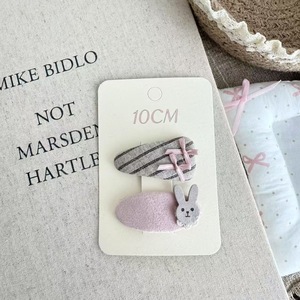 MIKE BIDLO
NOT
MARSDEN
HARTLE
10CM